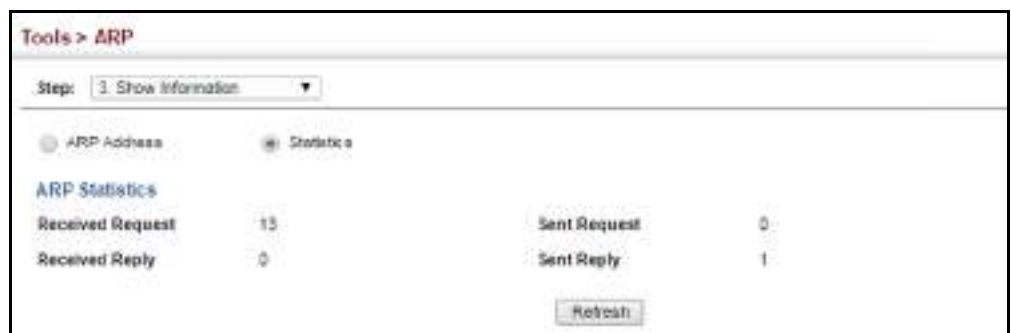 Tools > ARP
Step: 3. Show Information
ARP Address Statistics
ARP Statistics
Received Request 13 Sent Request 0
Received Reply 0 Sent Reply 1
Refresh